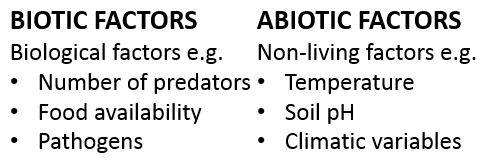 BIOTIC FACTORS
Biological factors e.g.
• Number of predators
• Food availability
• Pathogens
ABIOTIC FACTORS
Non-living factors e.g.
• Temperature
• Soil pH
• Climatic variables